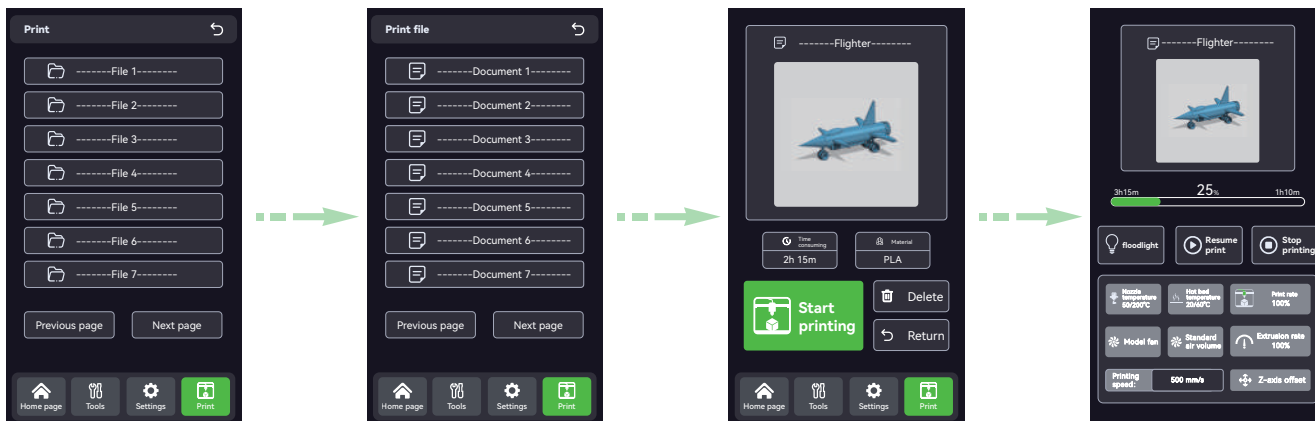 Print
-------File 1--------
-------File 2--------
-------File 3--------
-------File 4--------
-------File 5--------
-------File 6--------
-------File 7--------
Previous page
Next page
Home page
Tools
Settings
Print
Print file
-------Document 1--------
-------Document 2--------
-------Document 3--------
-------Document 4--------
-------Document 5--------
-------Document 6--------
-------Document 7--------
Previous page
Next page
Home page
Tools
Settings
Print
-------Flighter--------
Time
consuming
2h 15m
Material
PLA
Start
printing
Delete
Return
Home page
Tools
Settings
Print
-------Flighter--------
3h15m
25%
1h10m
floodlight
Resume
print
Stop
printing
Nozzle
temperature
50/200°C
Hot bed
temperature
20/60°C
Print rate
100%
Model fan
Standard
air volume
Extrusion rate
100%
Printing
speed:
500 mm/s
Z-axis offset